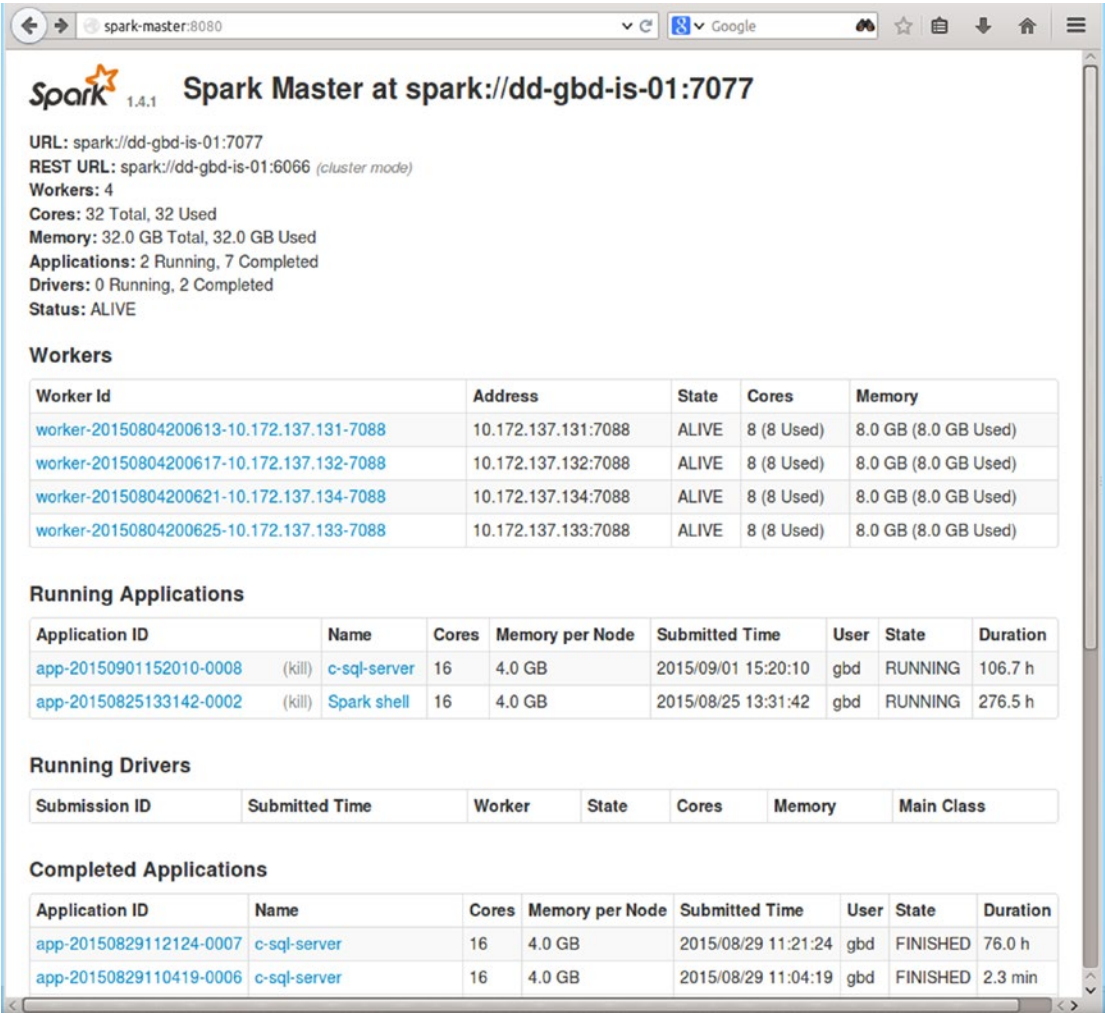 spark-master:8080
Google
Spark 1.4.1 Spark Master at spark://dd-gbd-is-01:7077
URL: spark://dd-gbd-is-01:7077
REST URL: spark://dd-gbd-is-01:6066 (cluster mode)
Workers: 4
Cores: 32 Total, 32 Used
Memory: 32.0 GB Total, 32.0 GB Used
Applications: 2 Running, 7 Completed
Drivers: 0 Running, 2 Completed
Status: ALIVE
Workers
Worker Id Address State Cores Memory
worker-20150804200613-10.172.137.131-7088 10.172.137.131:7088 ALIVE 8 (8 Used) 8.0 GB (8.0 GB Used)
worker-20150804200617-10.172.137.132-7088 10.172.137.132:7088 ALIVE 8 (8 Used) 8.0 GB (8.0 GB Used)
worker-20150804200621-10.172.137.134-7088 10.172.137.134:7088 ALIVE 8 (8 Used) 8.0 GB (8.0 GB Used)
worker-20150804200625-10.172.137.133-7088 10.172.137.133:7088 ALIVE 8 (8 Used) 8.0 GB (8.0 GB Used)
Running Applications
Application ID Name Cores Memory per Node Submitted Time User State Duration
app-20150901152010-0008 (kill) c-sql-server 16 4.0 GB 2015/09/01 15:20:10 gbd RUNNING 106.7 h
app-20150825133142-0002 (kill) Spark shell 16 4.0 GB 2015/08/25 13:31:42 gbd RUNNING 276.5 h
Running Drivers
Submission ID Submitted Time Worker State Cores Memory Main Class
Completed Applications
Application ID Name Cores Memory per Node Submitted Time User State Duration
app-20150829112124-0007 c-sql-server 16 4.0 GB 2015/08/29 11:21:24 gbd FINISHED 76.0 h
app-20150829110419-0006 c-sql-server 16 4.0 GB 2015/08/29 11:04:19 gbd FINISHED 2.3 min